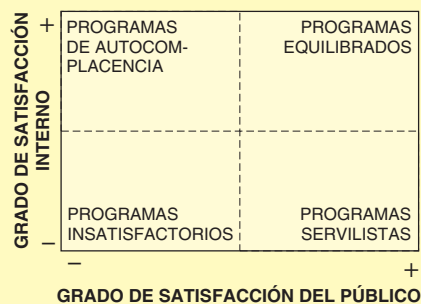 GRADO DE SATISFACCIÓN
INTERNO
+
PROGRAMAS
DE AUTOCOM-
PLACENCIA
PROGRAMAS
EQUILIBRADOS
PROGRAMAS
INSATISFACTORIOS
PROGRAMAS
SERVILISTAS
–
–
+
GRADO DE SATISFACCIÓN DEL PÚBLICO